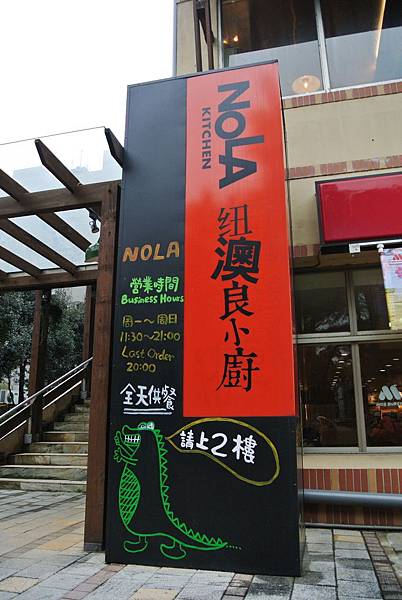 NOLA
KITCHEN
纽澳良小廚
NOLA
營業時間
Business Hours
周一～周日
11:30～21:00
Last Order
20:00
全天供餐
請上2樓